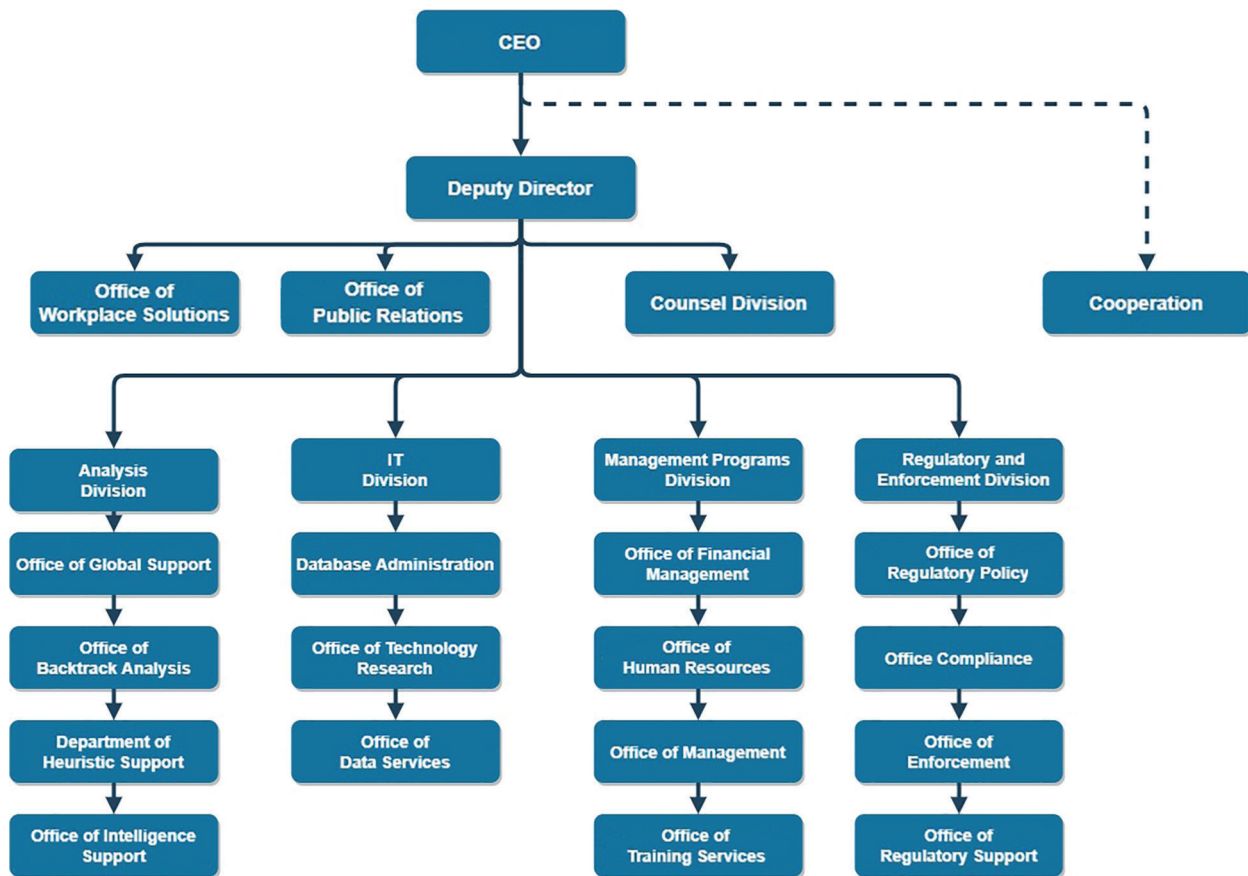 CEO
Deputy Director
Office of
Workplace Solutions
Office of
Public Relations
Counsel Division
Cooperation
Analysis
Division
IT
Division
Management Programs
Division
Regulatory and
Enforcement Division
Office of Global Support
Database Administration
Office of Financial
Management
Office of
Regulatory Policy
Office of
Backtrack Analysis
Office of Technology
Research
Office of
Human Resources
Office Compliance
Department of
Heuristic Support
Office of
Data Services
Office of Management
Office of
Enforcement
Office of Intelligence
Support
Office of
Training Services
Office of
Regulatory Support